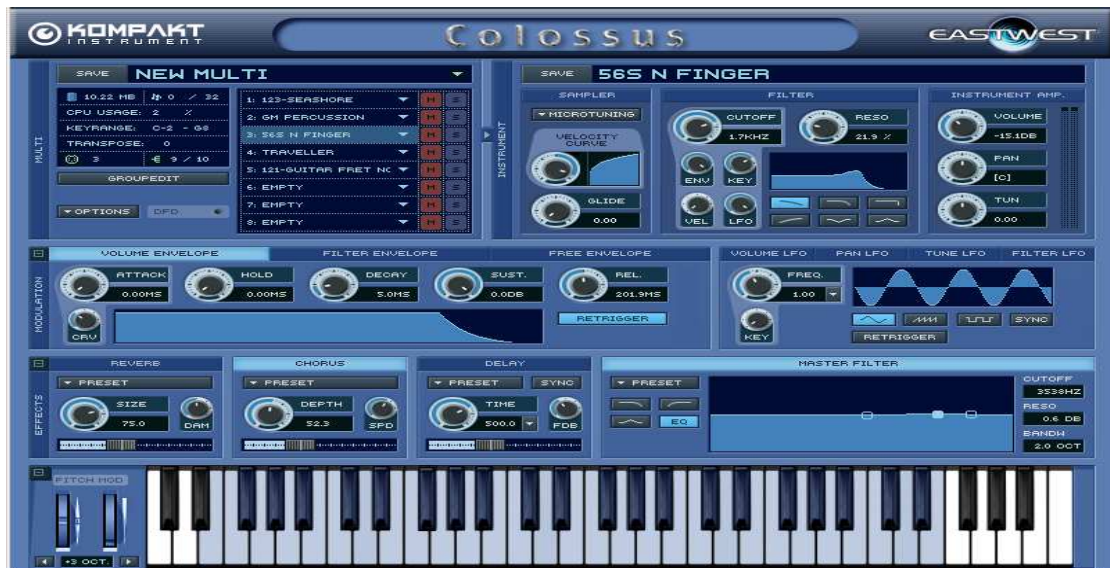 KOMPAKT
INSTRUMENT
Colossus
EASTWEST
MULTI
SAVE NEW MULTI
10.22 MB 0 / 32
CPU USAGE: 2 %
KEYRANGE: C-2 - G8
TRANSPOSE: 0
3 9 / 10
GROUPEDIT
OPTIONS DFD
1: 123-SEASHORE M S
2: GM PERCUSSION M S
3: 56S N FINGER M S
4: TRAVELLER M S
5: 121-GUITAR FRET NO M S
6: EMPTY M S
7: EMPTY M S
8: EMPTY M S
INSTRUMENT
SAVE 56S N FINGER
SAMPLER
MICROTUNING
VELOCITY
CURVE
GLIDE
0.00
FILTER
CUTOFF
1.7KHZ
RESO
21.9 %
ENV KEY
VEL LFO
INSTRUMENT AMP.
VOLUME
-15.1DB
PAN
[C]
TUN
0.00
MODULATION
VOLUME ENVELOPE FILTER ENVELOPE FREE ENVELOPE
ATTACK HOLD DECAY SUST. REL.
0.00MS 0.00MS 5.0MS 0.0DB 201.9MS
CRV
RETRIGGER
VOLUME LFO PAN LFO TUNE LFO FILTER LFO
FREQ.
1.00
KEY
SYNC
RETRIGGER
EFFECTS
REVERB
PRESET
SIZE
75.0
DAM
CHORUS
PRESET
DEPTH
52.3
SPD
DELAY
PRESET SYNC
TIME
500.0
FDB
MASTER FILTER
PRESET
EQ
CUTOFF
3538HZ
RESO
0.6 DB
BANDW
2.0 OCT
PITCH MOD
+3 OCT.